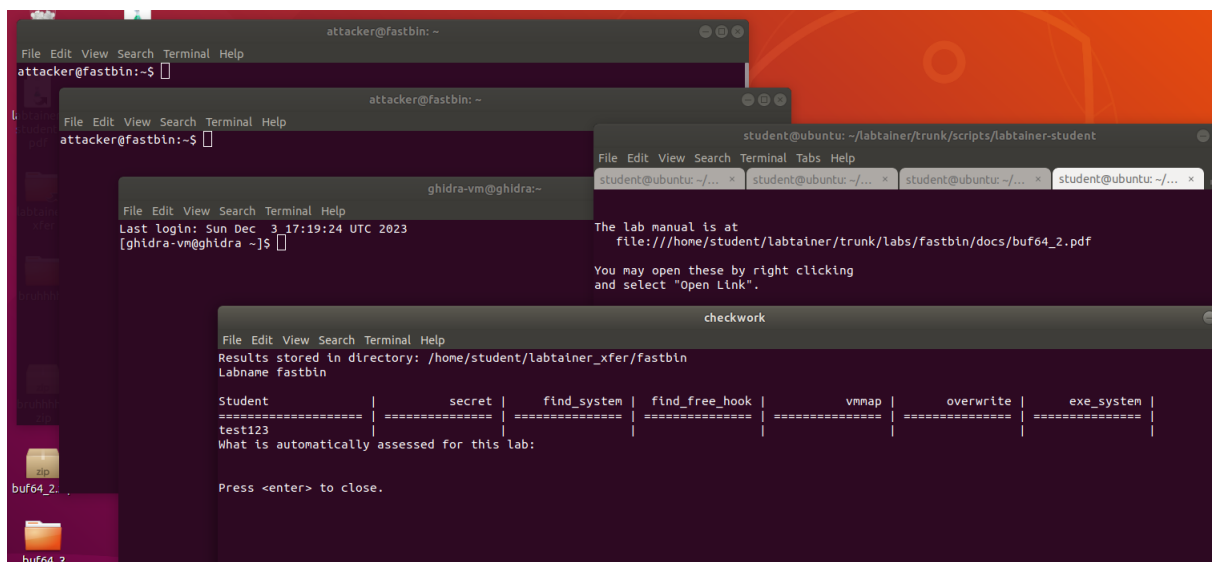 attacker@fastbin: ~
File Edit View Search Terminal Help
attacker@fastbin:~$
attacker@fastbin: ~
File Edit View Search Terminal Help
attacker@fastbin:~$
ghidra-vm@ghidra:~
File Edit View Search Terminal Help
Last login: Sun Dec  3 17:19:24 UTC 2023
[ghidra-vm@ghidra ~]$
student@ubuntu: ~/labtainer/trunk/scripts/labtainer-student
File Edit View Search Terminal Tabs Help
student@ubuntu: ~/... × student@ubuntu: ~/... × student@ubuntu: ~/... × student@ubuntu: ~/... ×
The lab manual is at
file:///home/student/labtainer/trunk/labs/fastbin/docs/buf64_2.pdf
You may open these by right clicking
and select "Open Link".
checkwork
File Edit View Search Terminal Help
Results stored in directory: /home/student/labtainer_xfer/fastbin
Labname fastbin
Student | secret | find_system | find_free_hook | vmmap | overwrite | exe_system |
==================== | =============== | =============== | =============== | =============== | =============== | =============== |
test123 | | | | | | |
What is automatically assessed for this lab:
Press <enter> to close.
zip
buf64_2.